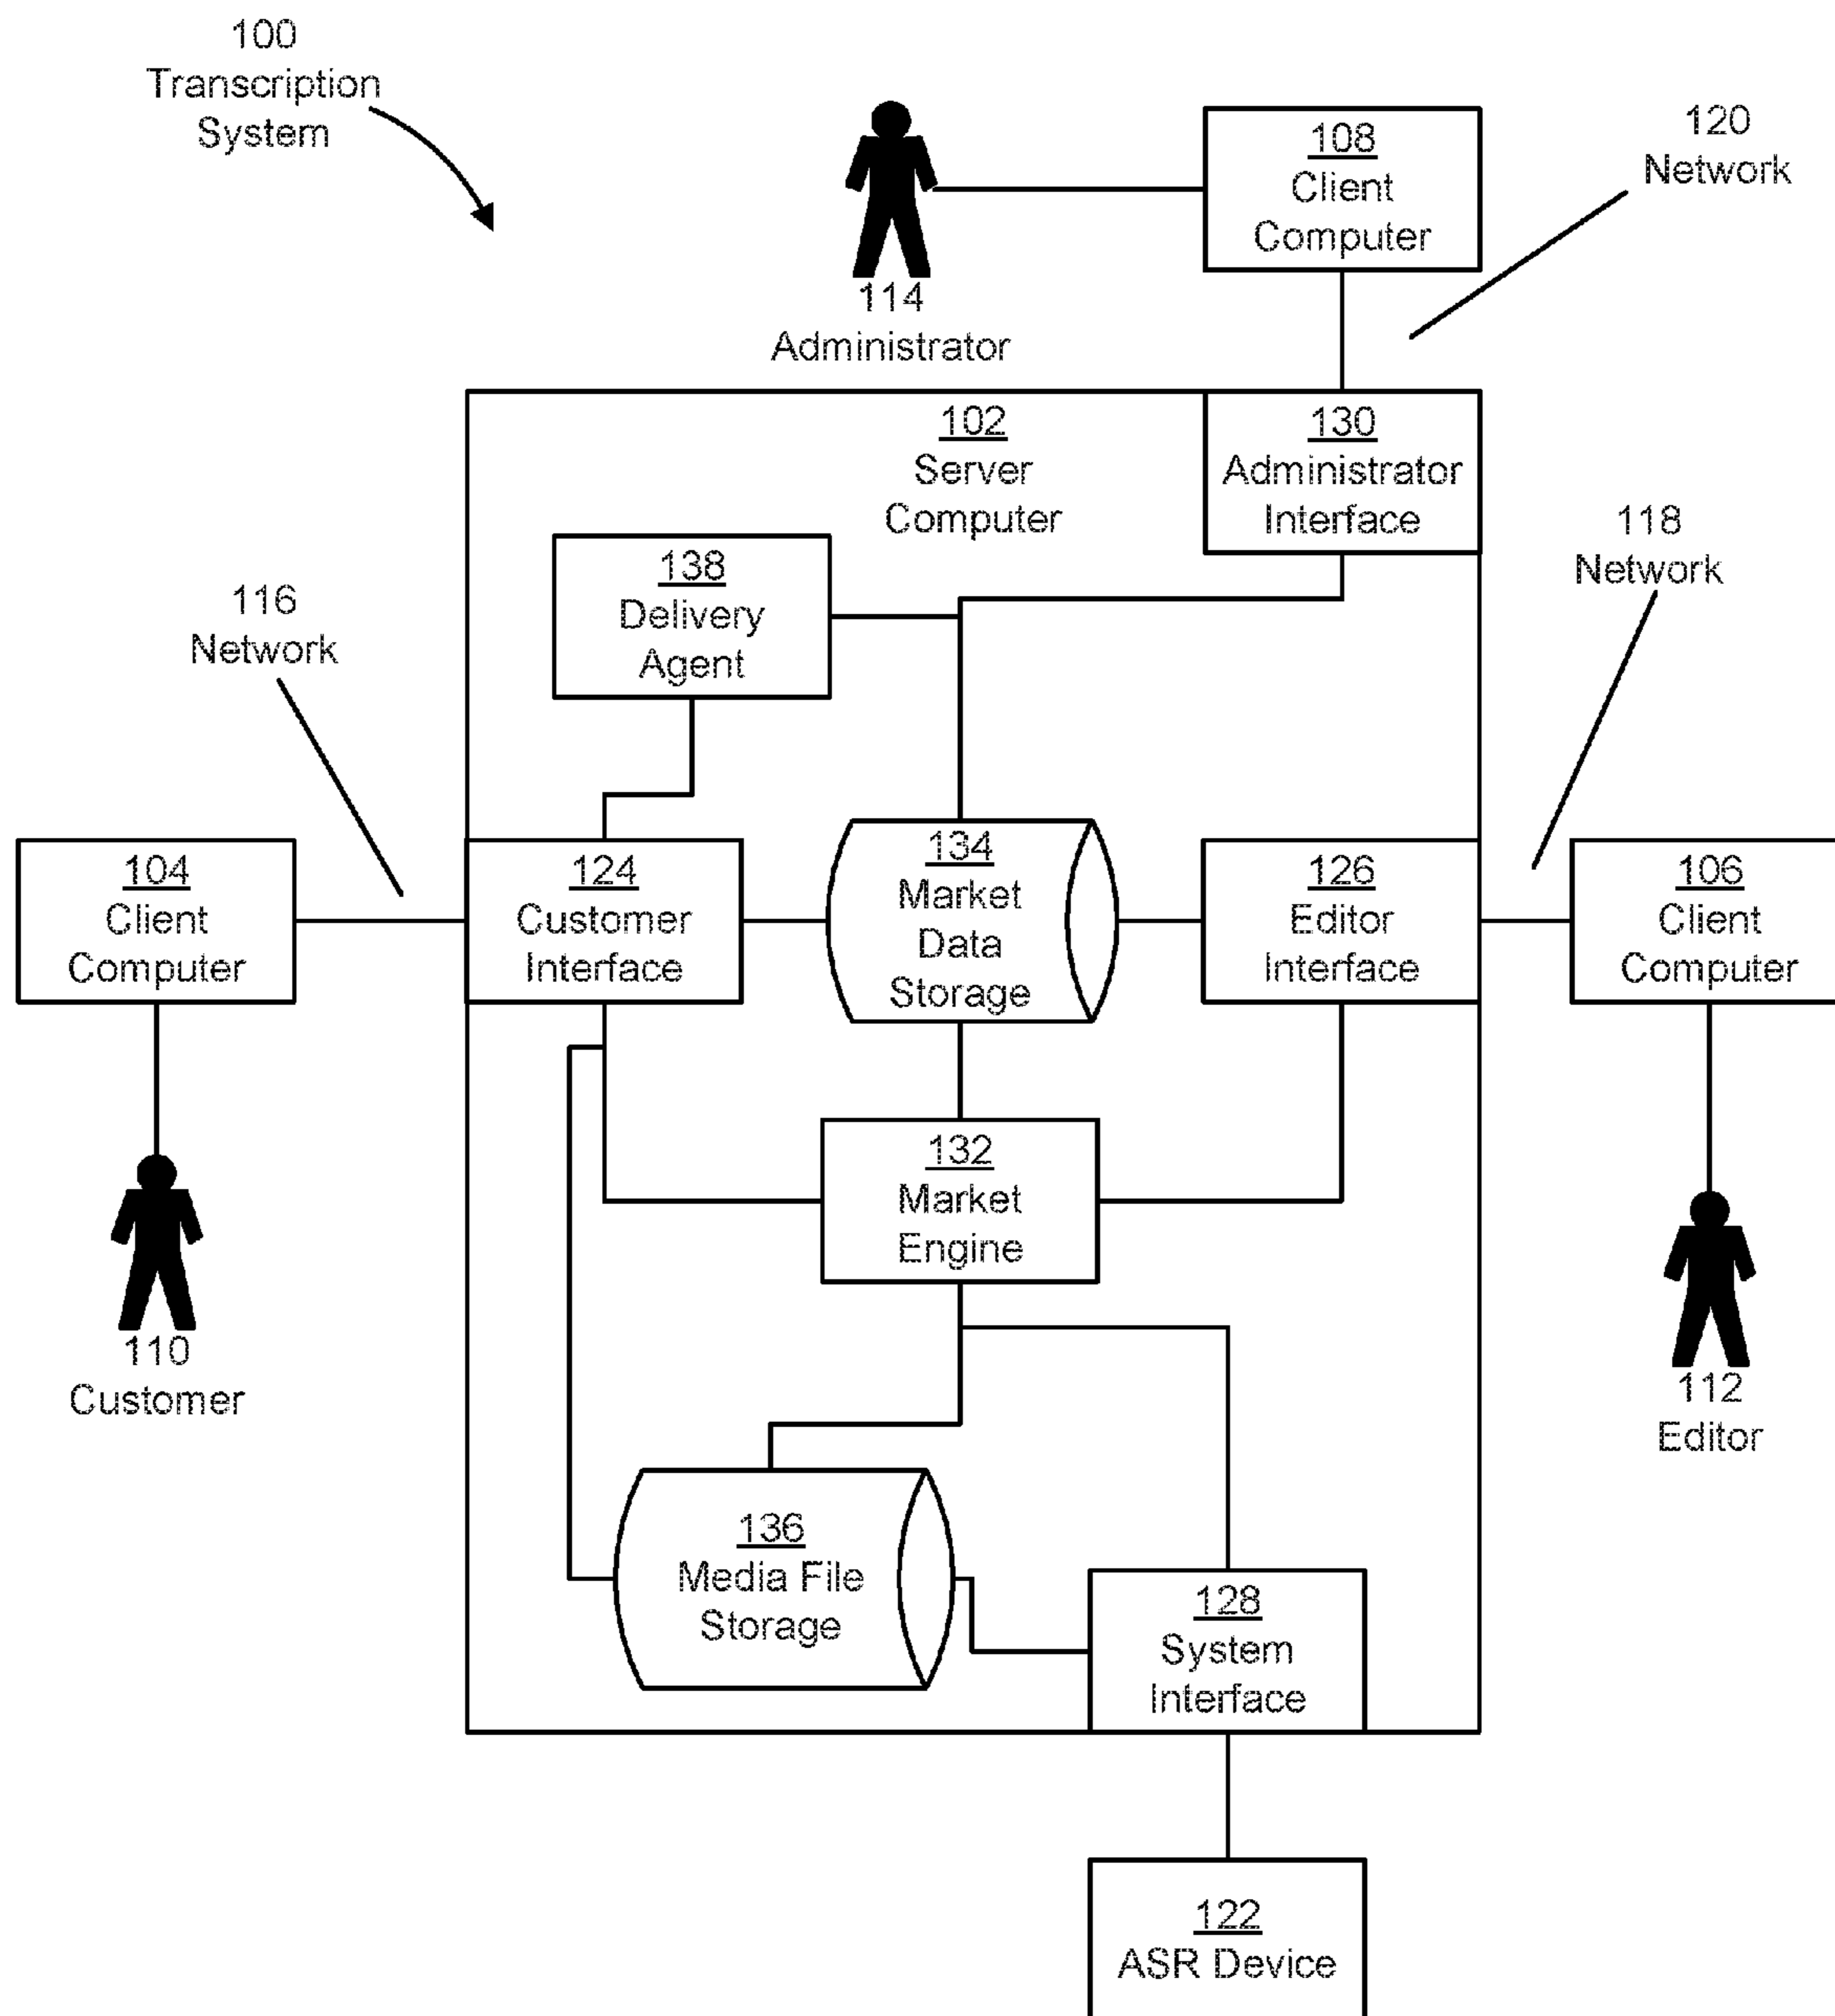 100
Transcription
System
108
Client
Computer
120
Network
114
Administrator
102
Server
Computer
130
Administrator
Interface
118
Network
138
Delivery
Agent
116
Network
104
Client
Computer
124
Customer
Interface
134
Market
Data
Storage
126
Editor
Interface
106
Client
Computer
132
Market
Engine
110
Customer
112
Editor
136
Media File
Storage
128
System
Interface
122
ASR Device